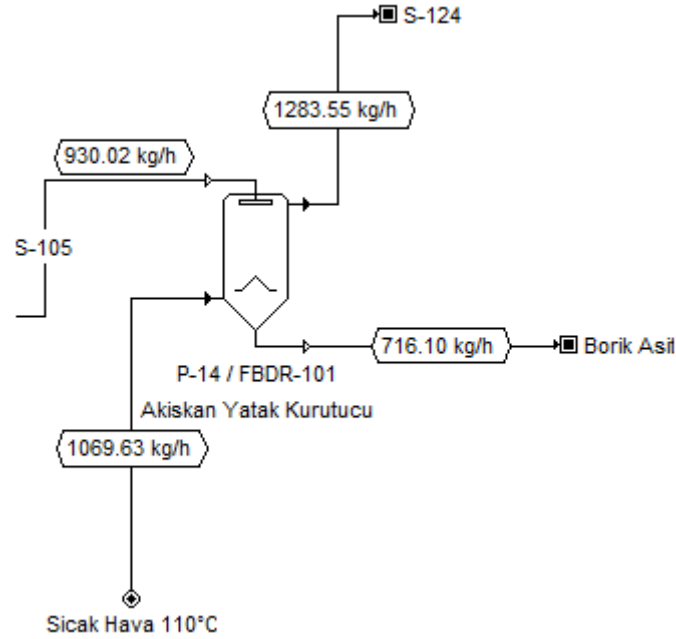 S-124
1283.55 kg/h
930.02 kg/h
S-105
716.10 kg/h
Borik Asit
P-14 / FBDR-101
Akiskan Yatak Kurutucu
1069.63 kg/h
Sicak Hava 110°C